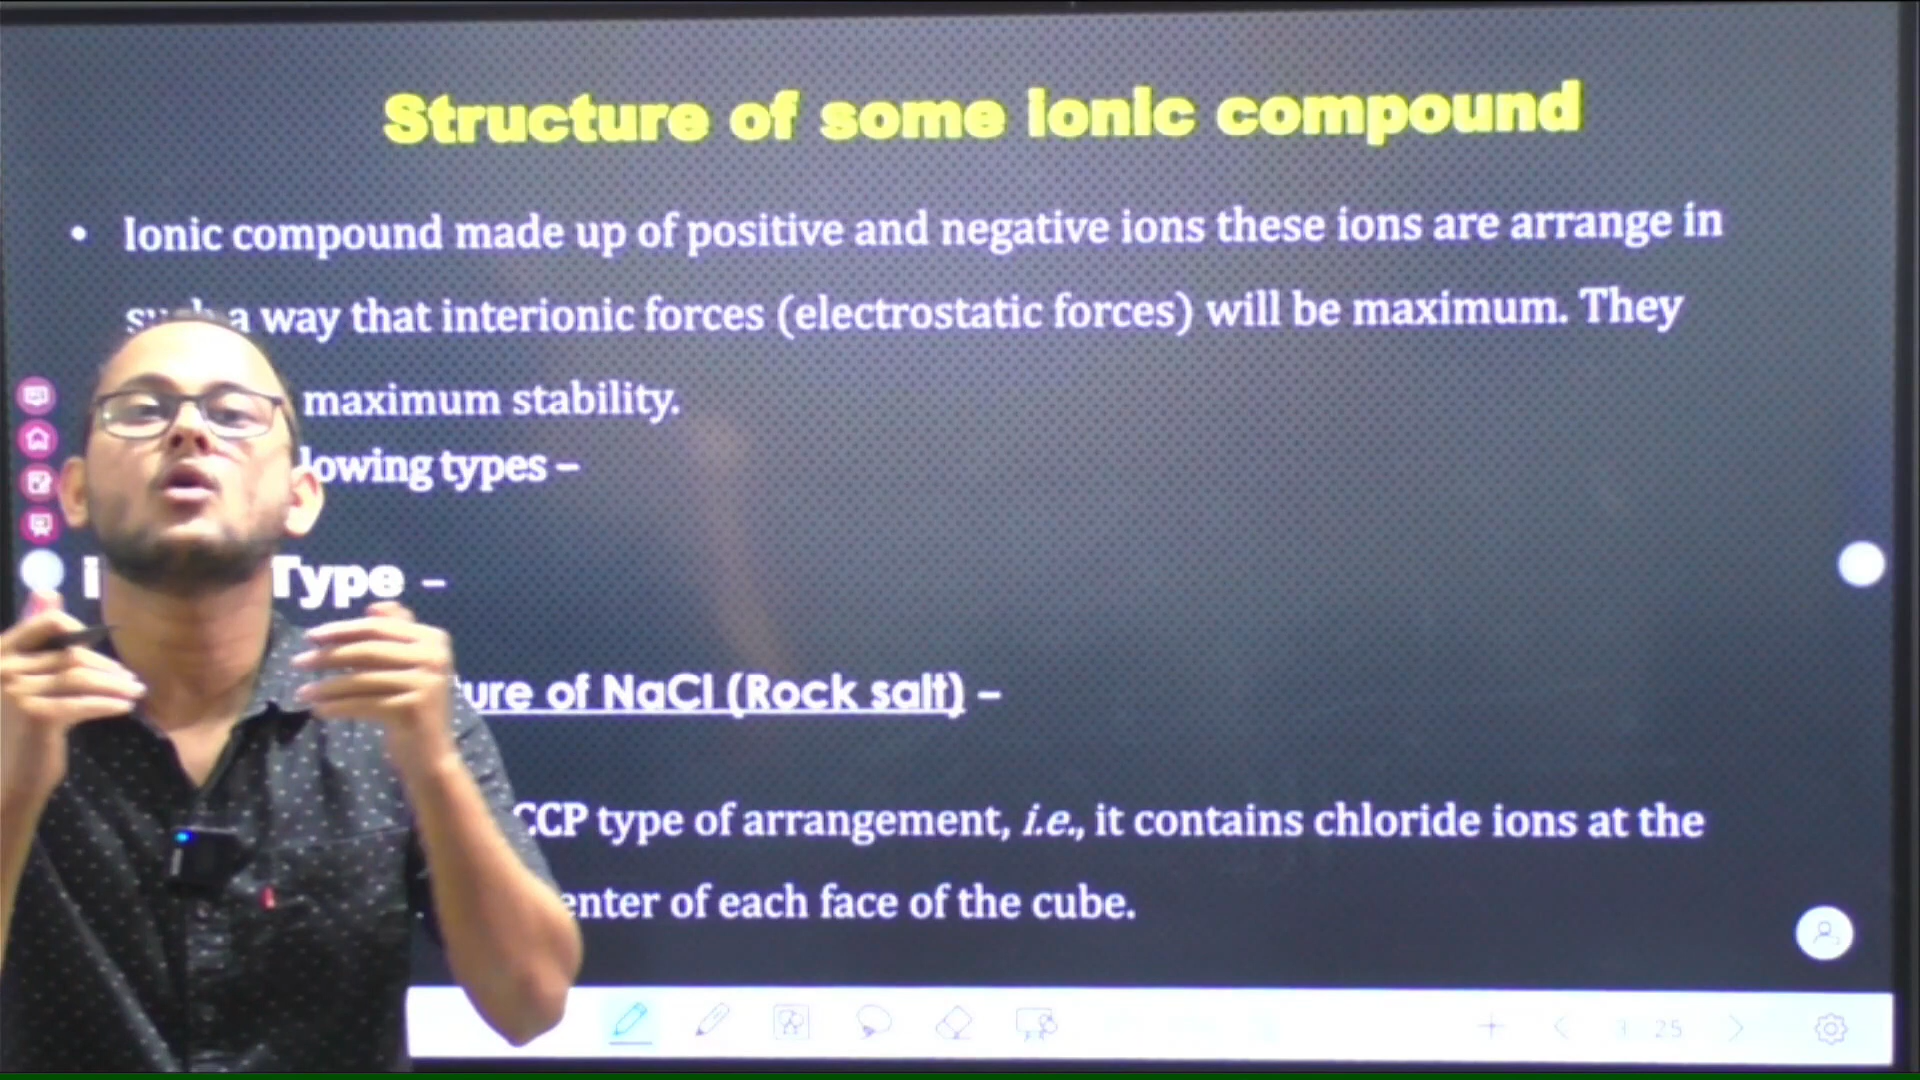 Structure of some ionic compound
• Ionic compound made up of positive and negative ions these ions are arrange in
such a way that interionic forces (electrostatic forces) will be maximum. They
maximum stability.
lowing types –
Type –
ure of NaCl (Rock salt) –
CCP type of arrangement, i.e., it contains chloride ions at the
enter of each face of the cube.
25